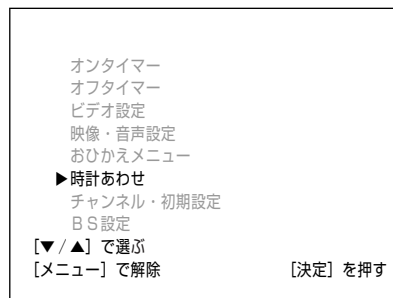 オンタイマー
オフタイマー
ビデオ設定
映像・音声設定
おひかえメニュー
▶時計あわせ
チャンネル・初期設定
ＢＳ設定
［▼／▲］で選ぶ
［メニュー］で解除　［決定］を押す